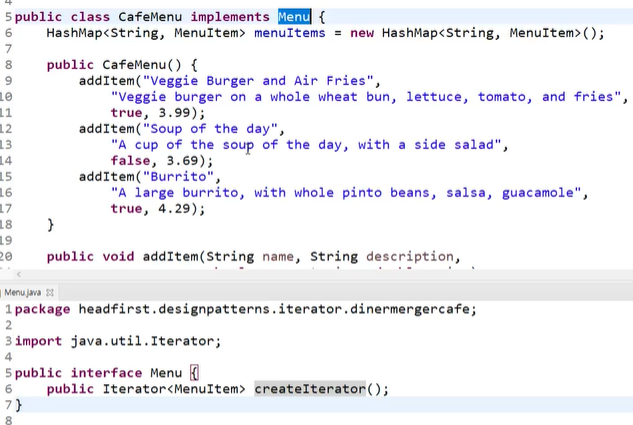 5 public class CafeMenu implements Menu {
6 HashMap<String, MenuItem> menuItems = new HashMap<String, MenuItem>();
7
8 public CafeMenu() {
9 addItem("Veggie Burger and Air Fries",
10 "Veggie burger on a whole wheat bun, lettuce, tomato, and fries",
11 true, 3.99);
12 addItem("Soup of the day",
13 "A cup of the soup of the day, with a side salad",
14 false, 3.69);
15 addItem("Burrito",
16 "A large burrito, with whole pinto beans, salsa, guacamole",
17 true, 4.29);
18 }
19
20 public void addItem(String name, String description,
Menu.java
1 package headfirst.designpatterns.iterator.dinermergercafe;
2
3 import java.util.Iterator;
4
5 public interface Menu {
6 public Iterator<MenuItem> createIterator();
7 }
8